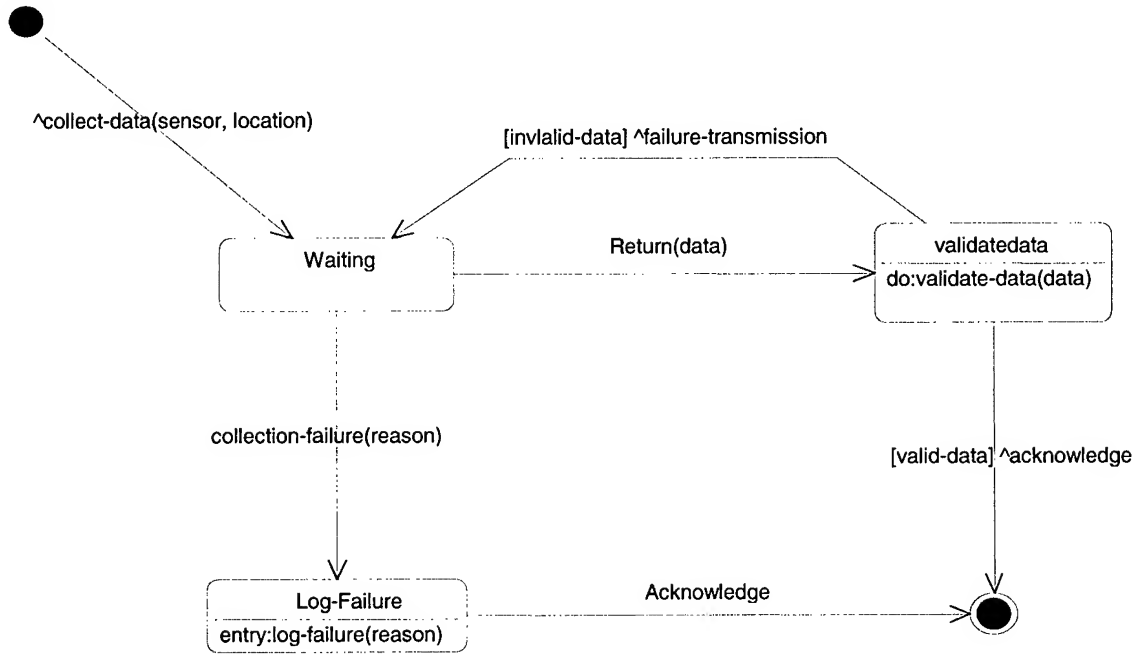 ^collect-data(sensor, location)
[invlalid-data] ^failure-transmission
Waiting
Return(data)
validatedata
do:validate-data(data)
collection-failure(reason)
[valid-data] ^acknowledge
Log-Failure
entry:log-failure(reason)
Acknowledge